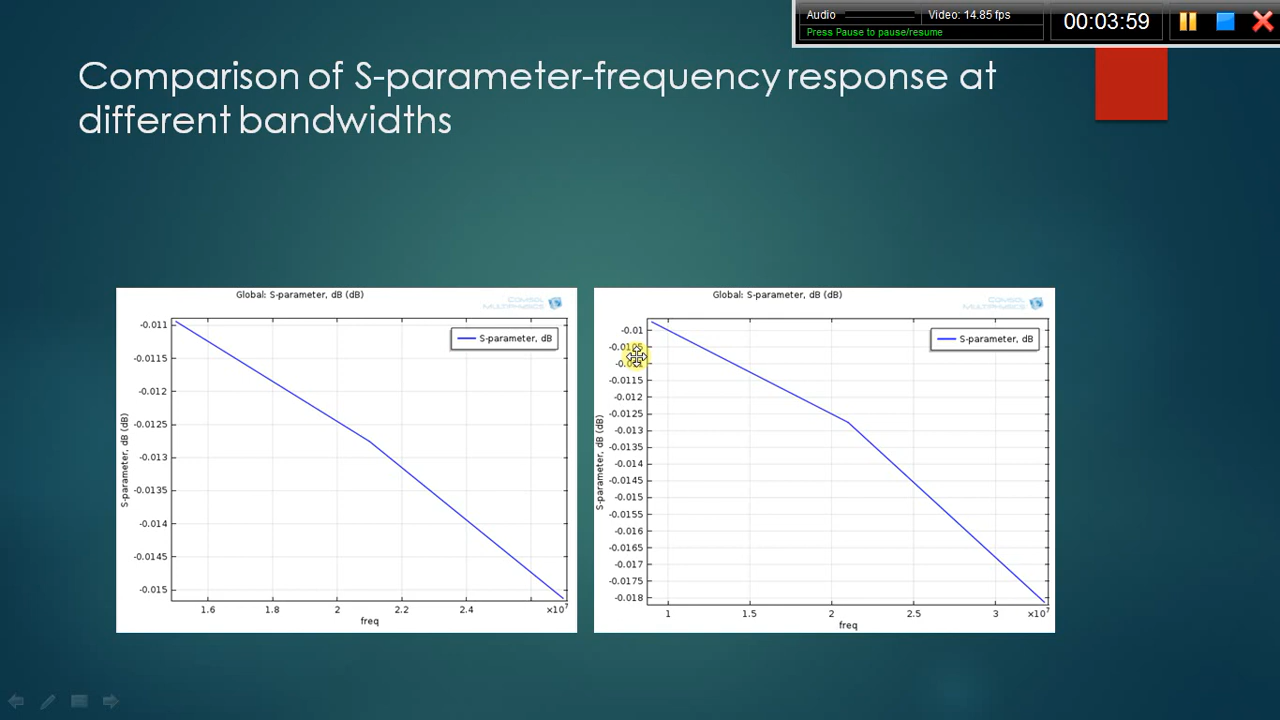 Audio
Video: 14.85 fps
Press Pause to pause/resume
00:03:59
Comparison of S-parameter-frequency response at
different bandwidths
Global: S-parameter, dB (dB)
COMSOL
MULTIPHYSICS
S-parameter, dB
S-parameter, dB (dB)
-0.011
-0.0115
-0.012
-0.0125
-0.013
-0.0135
-0.014
-0.0145
-0.015
1.6 1.8 2 2.2 2.4 ×10⁷
freq
Global: S-parameter, dB (dB)
COMSOL
MULTIPHYSICS
S-parameter, dB
S-parameter, dB (dB)
-0.01
-0.0115
-0.012
-0.0125
-0.013
-0.0135
-0.014
-0.0145
-0.015
-0.0155
-0.016
-0.0165
-0.017
-0.0175
-0.018
1 1.5 2 2.5 3 ×10⁷
freq